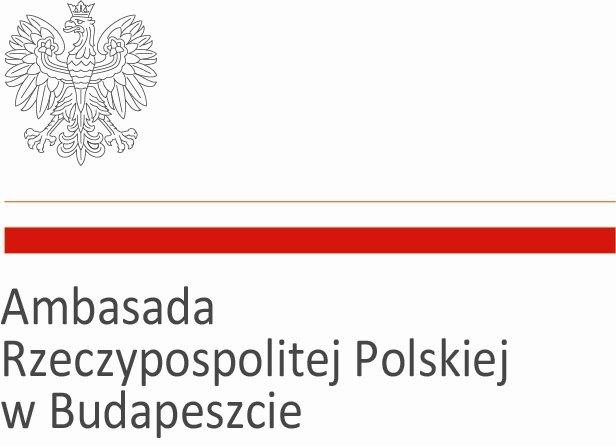 Ambasada
Rzeczypospolitej Polskiej
w Budapeszcie